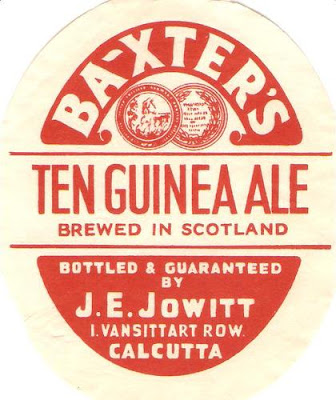 BAXTER'S
TEN GUINEA ALE
BREWED IN SCOTLAND
BOTTLED & GUARANTEED
BY
J.E. JOWITT
1. VANSITTART ROW.
CALCUTTA